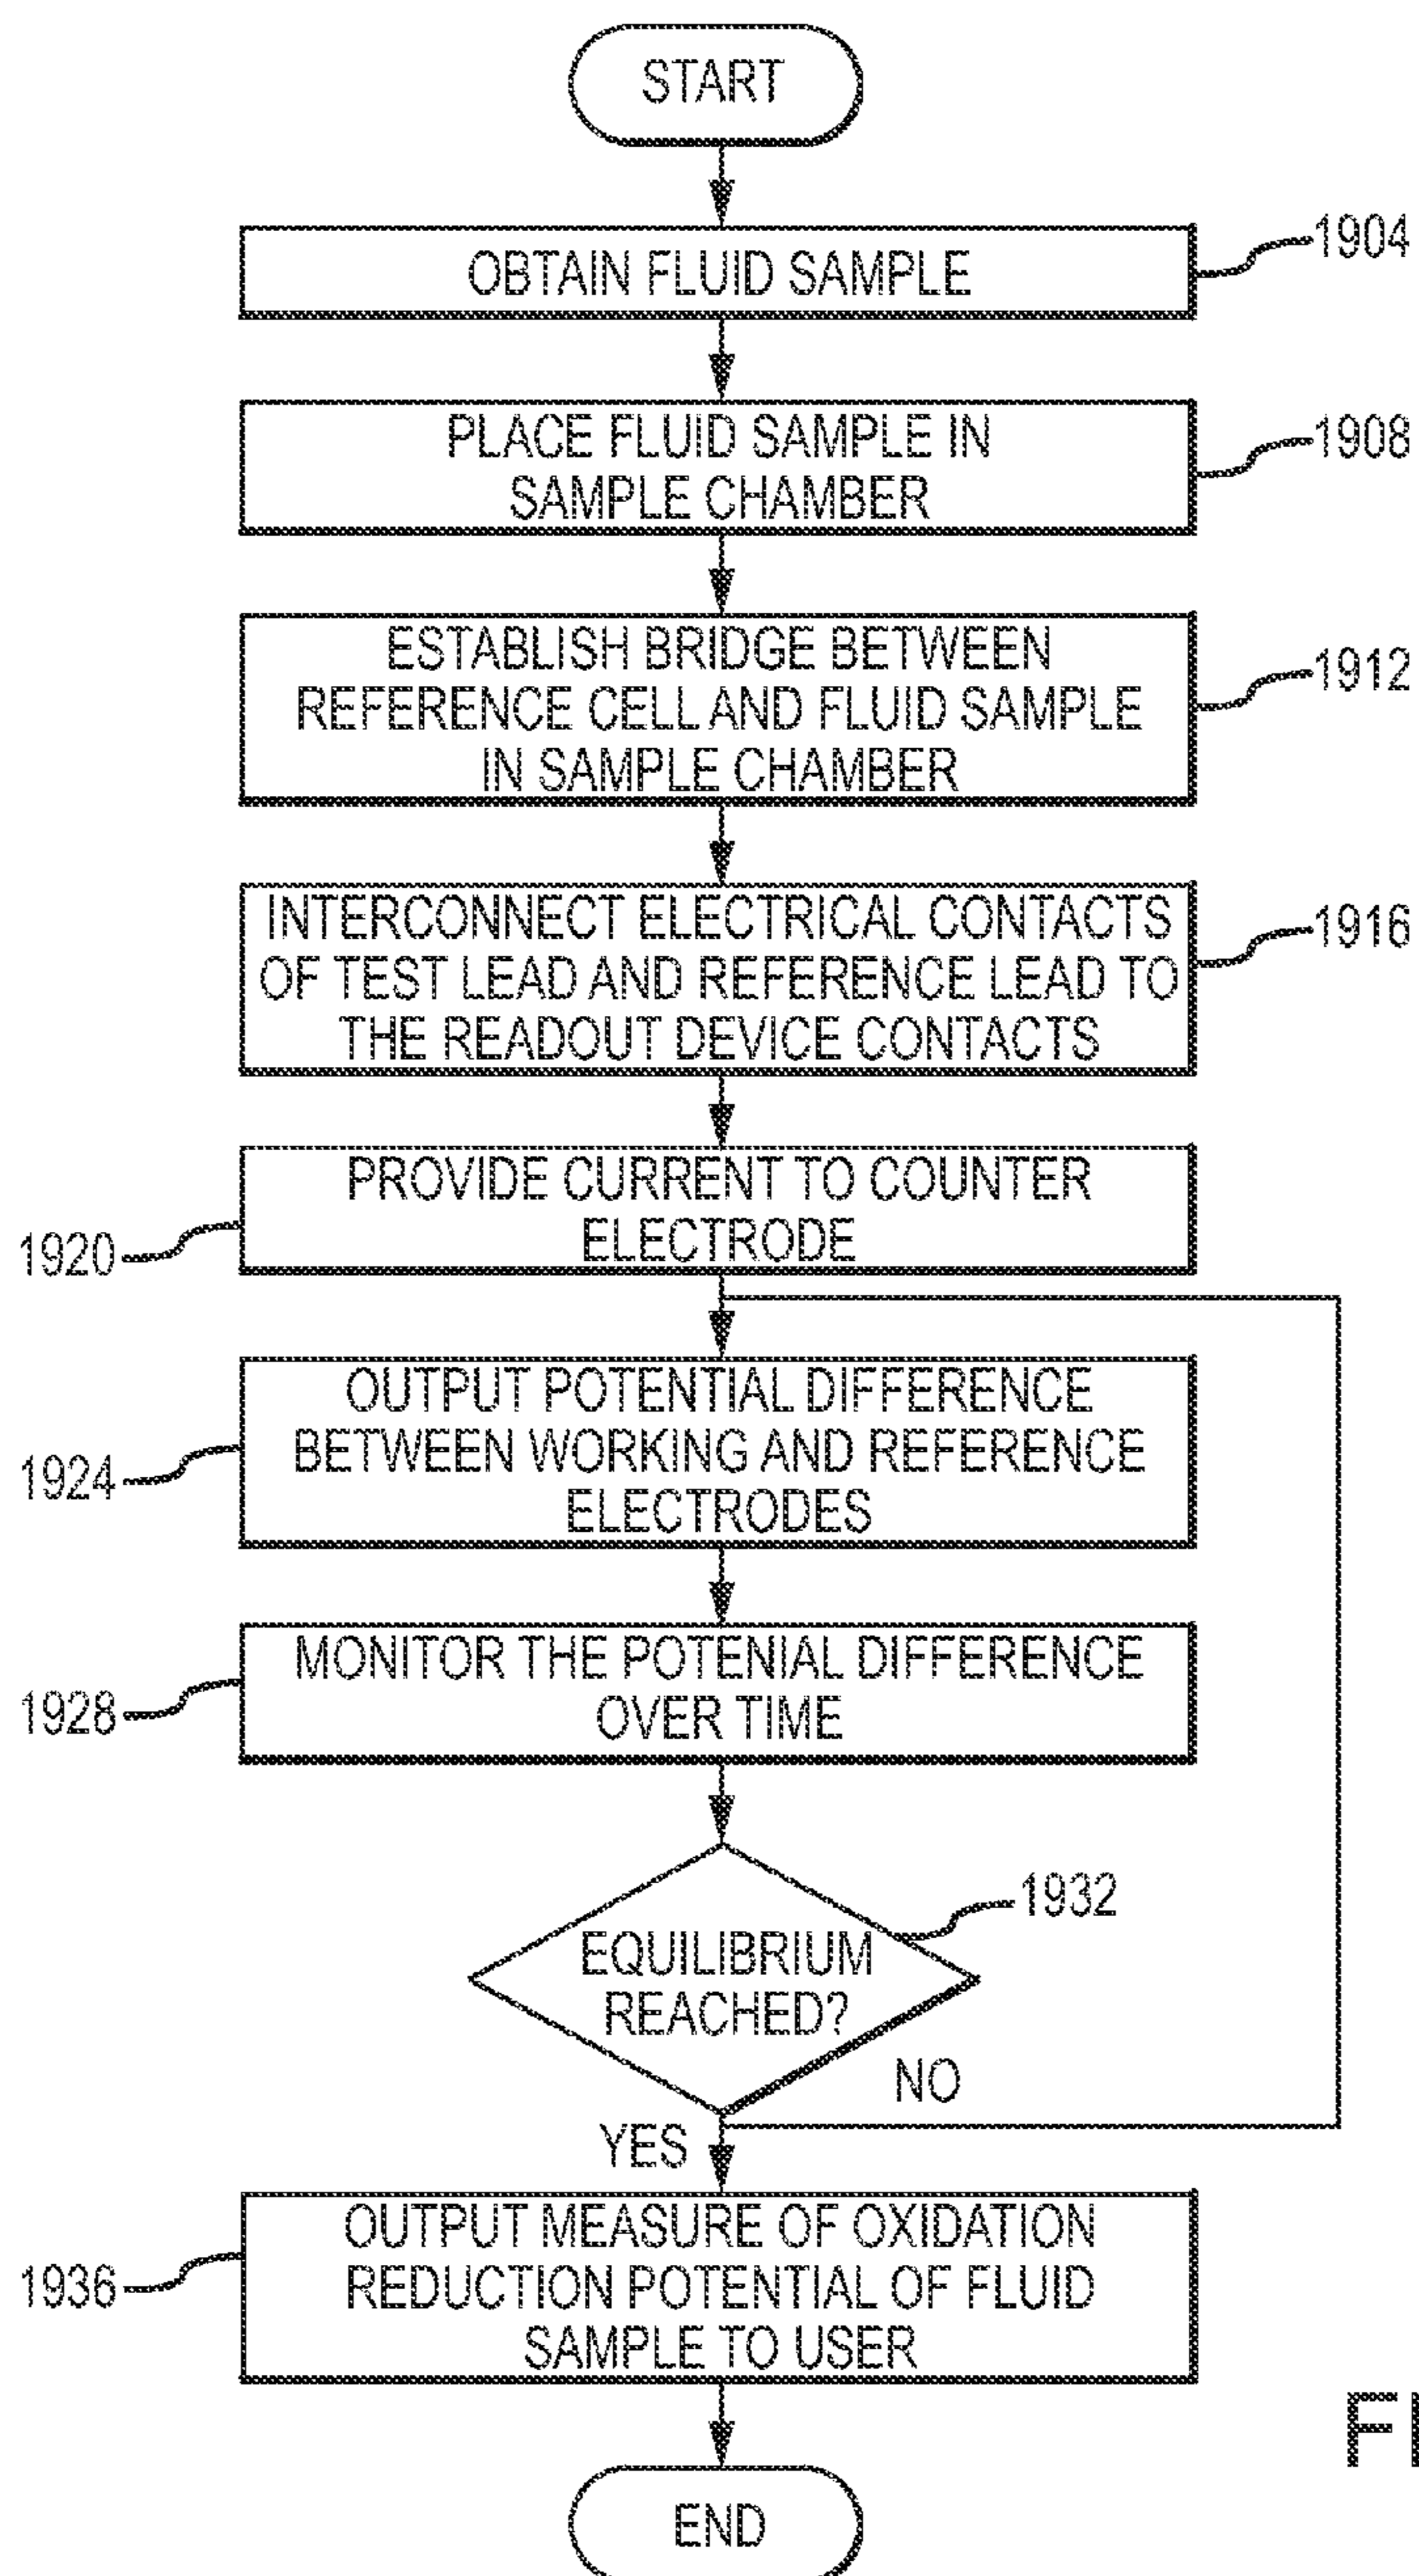 START
OBTAIN FLUID SAMPLE
1904
PLACE FLUID SAMPLE IN
SAMPLE CHAMBER
1908
ESTABLISH BRIDGE BETWEEN
REFERENCE CELL AND FLUID SAMPLE
IN SAMPLE CHAMBER
1912
INTERCONNECT ELECTRICAL CONTACTS
OF TEST LEAD AND REFERENCE LEAD TO
THE READOUT DEVICE CONTACTS
1916
PROVIDE CURRENT TO COUNTER
ELECTRODE
1920
OUTPUT POTENTIAL DIFFERENCE
BETWEEN WORKING AND REFERENCE
ELECTRODES
1924
MONITOR THE POTENIAL DIFFERENCE
OVER TIME
1928
EQUILIBRIUM
REACHED?
1932
NO
YES
OUTPUT MEASURE OF OXIDATION
REDUCTION POTENTIAL OF FLUID
SAMPLE TO USER
1936
END